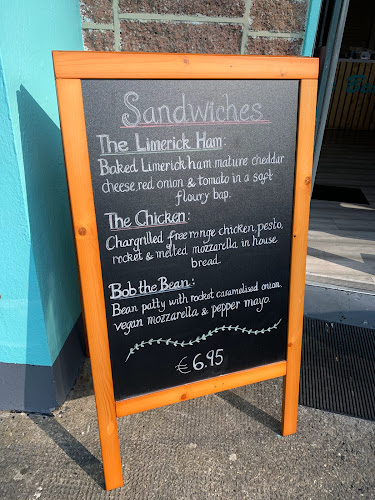 Sandwiches
The Limerick Ham:
Baked Limerick ham mature cheddar
cheese, red onion & tomato in a soft
floury bap.
The Chicken:
Chargrilled free range chicken, pesto,
rocket & melted mozzarella in house
bread.
Bob the Bean:
Bean patty with rocket caramelised onion,
vegan mozzarella & pepper mayo.
€6.95